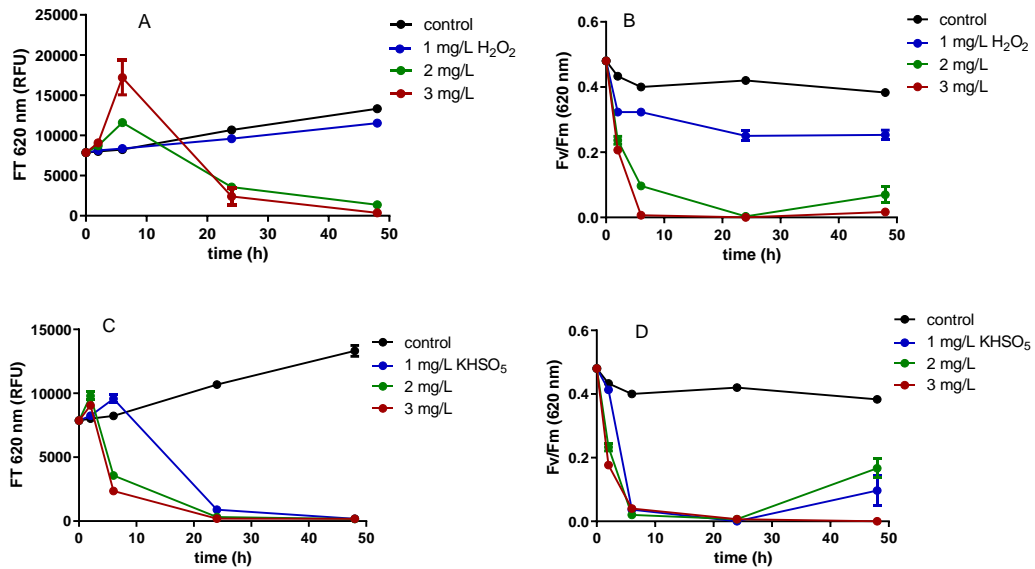 A
25000
20000
15000
10000
5000
0
FT 620 nm (RFU)
0 10 20 30 40 50
time (h)
control
1 mg/L H₂O₂
2 mg/L
3 mg/L
B
0.6
0.4
0.2
0.0
Fv/Fm (620 nm)
0 10 20 30 40 50
time (h)
control
1 mg/L H₂O₂
2 mg/L
3 mg/L
C
15000
10000
5000
0
FT 620 nm (RFU)
0 10 20 30 40 50
time (h)
control
1 mg/L KHSO₅
2 mg/L
3 mg/L
D
0.6
0.4
0.2
0.0
Fv/Fm (620 nm)
0 10 20 30 40 50
time (h)
control
1 mg/L KHSO₅
2 mg/L
3 mg/L